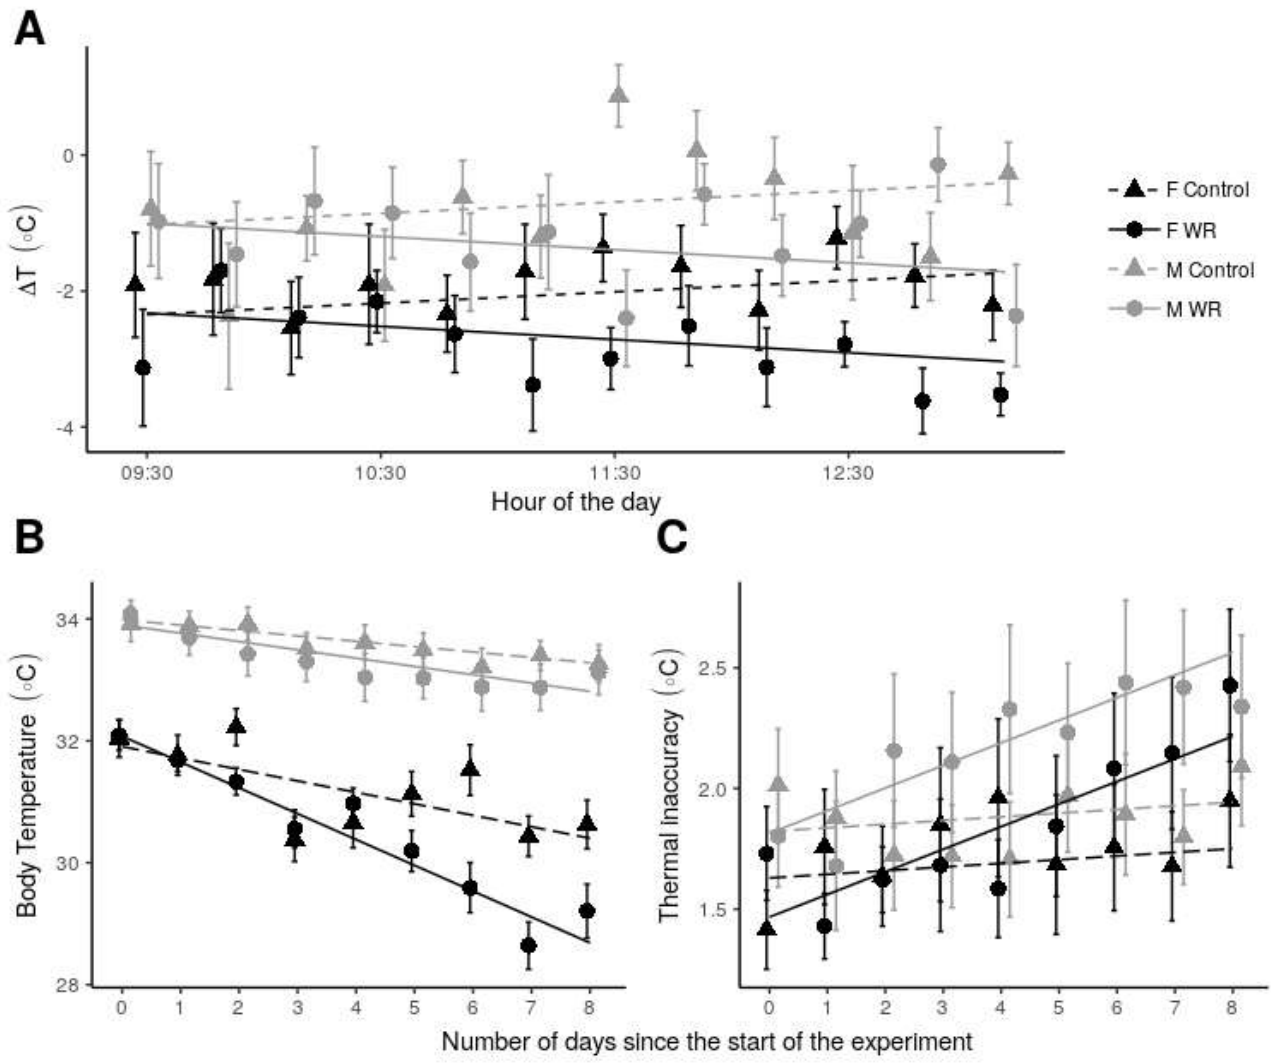 A
ΔT (°C)
0
-2
-4
09:30 10:30 11:30 12:30
Hour of the day
F Control
F WR
M Control
M WR
B
Body Temperature (°C)
34
32
30
28
0 1 2 3 4 5 6 7 8
C
Thermal inaccuracy (°C)
2.5
2.0
1.5
0 1 2 3 4 5 6 7 8
Number of days since the start of the experiment